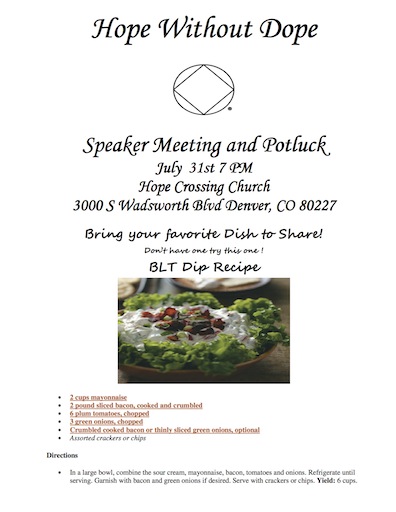 Hope Without Dope
Speaker Meeting and Potluck
July 31st 7 PM
Hope Crossing Church
3000 S Wadsworth Blvd Denver, CO 80227
Bring your favorite Dish to Share!
Don't have one try this one !
BLT Dip Recipe
• 2 cups mayonnaise
• 2 pound sliced bacon, cooked and crumbled
• 6 plum tomatoes, chopped
• 3 green onions, chopped
• Crumbled cooked bacon or thinly sliced green onions, optional
• Assorted crackers or chips
Directions
• In a large bowl, combine the sour cream, mayonnaise, bacon, tomatoes and onions. Refrigerate until
serving. Garnish with bacon and green onions if desired. Serve with crackers or chips. Yield: 6 cups.